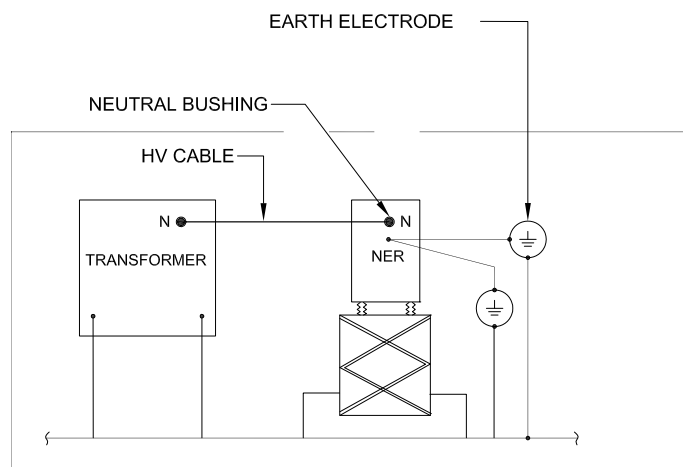 EARTH ELECTRODE
NEUTRAL BUSHING
HV CABLE
N
N
TRANSFORMER
NER